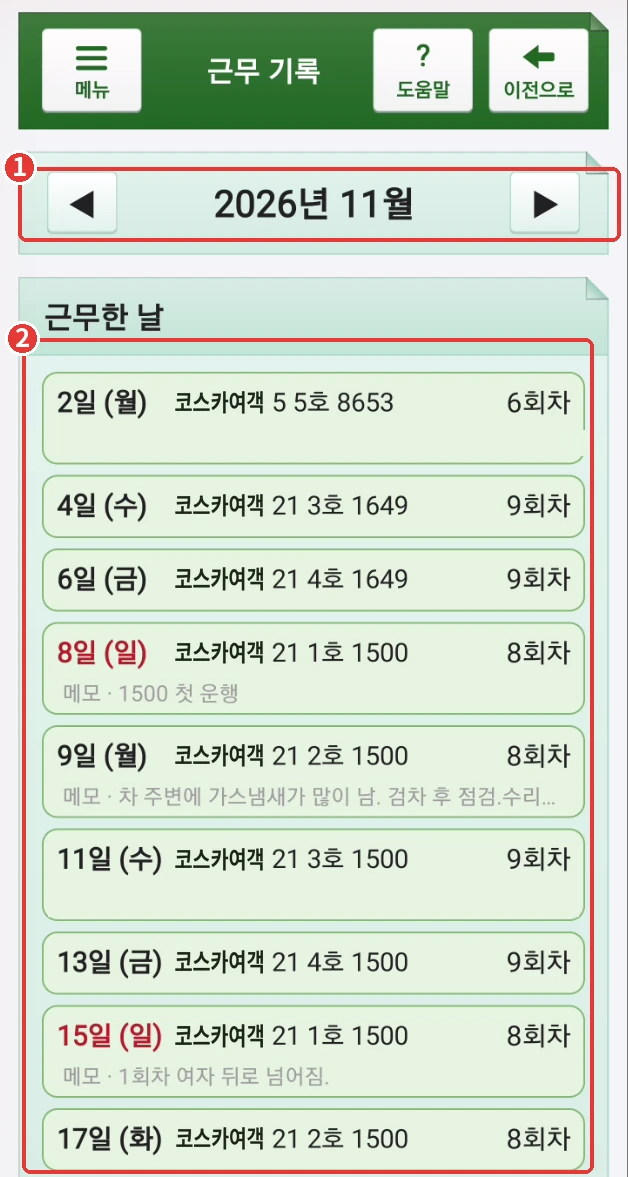 메뉴
근무 기록
?
도움말
이전으로
1
◀ 2026년 11월 ▶
근무한 날
2
2일 (월) 코스카여객 5 5호 8653 6회차
4일 (수) 코스카여객 21 3호 1649 9회차
6일 (금) 코스카여객 21 4호 1649 9회차
8일 (일) 코스카여객 21 1호 1500 8회차
메모 · 1500 첫 운행
9일 (월) 코스카여객 21 2호 1500 8회차
메모 · 차 주변에 가스냄새가 많이 남. 검차 후 점검.수리...
11일 (수) 코스카여객 21 3호 1500 9회차
13일 (금) 코스카여객 21 4호 1500 9회차
15일 (일) 코스카여객 21 1호 1500 8회차
메모 · 1회차 여자 뒤로 넘어짐.
17일 (화) 코스카여객 21 2호 1500 8회차